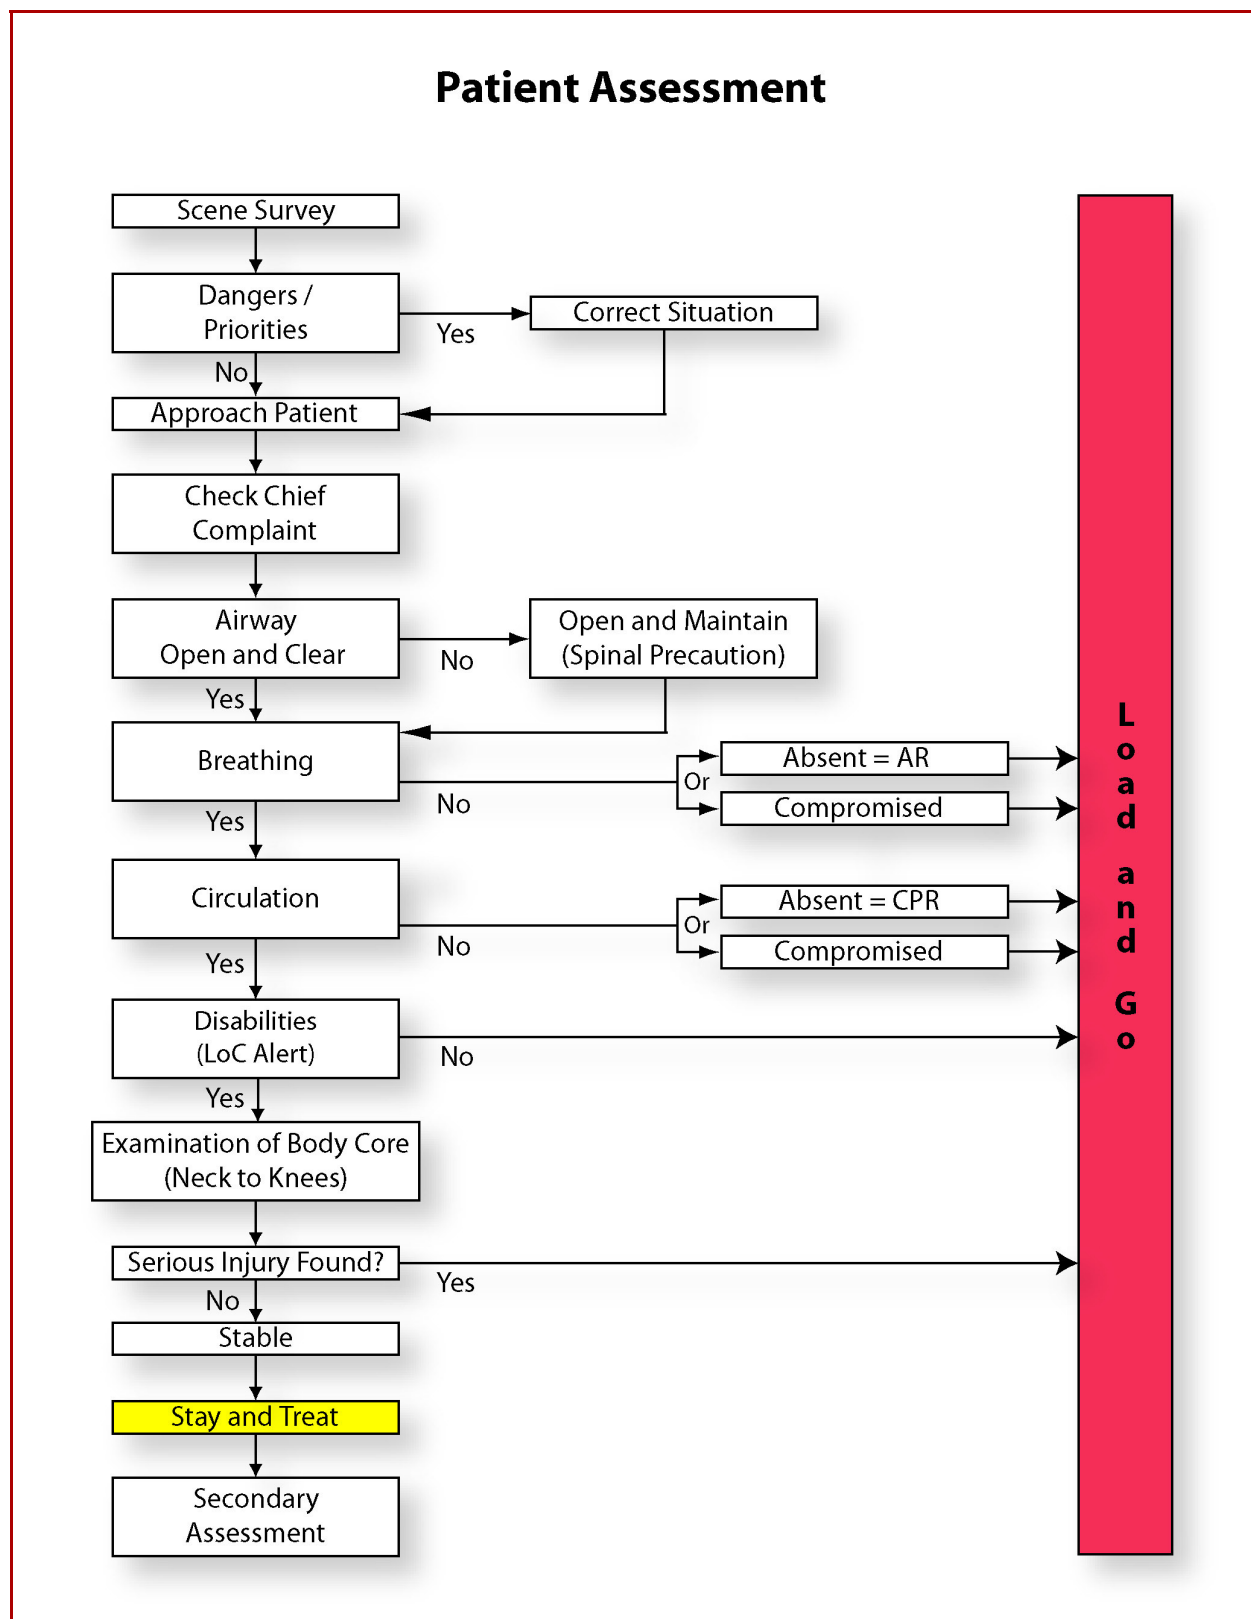 Patient Assessment
Scene Survey
Dangers /
Priorities
Yes
Correct Situation
No
Approach Patient
Check Chief
Complaint
Airway
Open and Clear
No
Open and Maintain
(Spinal Precaution)
Yes
Breathing
No
Or
Absent = AR
Compromised
Yes
Circulation
No
Or
Absent = CPR
Compromised
Yes
Disabilities
(LoC Alert)
No
Yes
Examination of Body Core
(Neck to Knees)
Serious Injury Found?
Yes
No
Stable
Stay and Treat
Secondary
Assessment
Load and Go